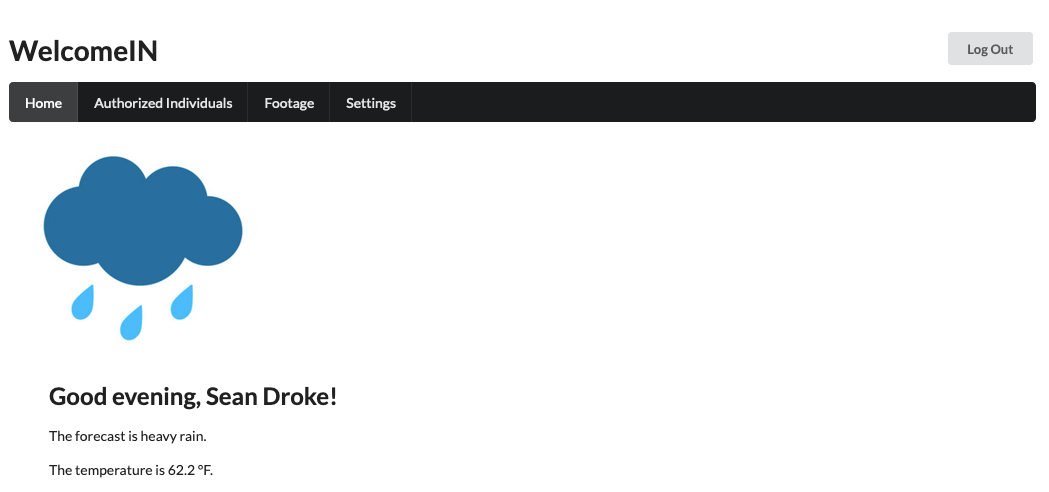 WelcomeIN
Log Out
Home Authorized Individuals Footage Settings
Good evening, Sean Droke!
The forecast is heavy rain.
The temperature is 62.2 °F.